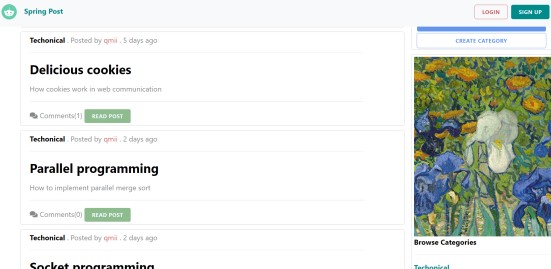 Spring Post
LOGIN
SIGN UP
Techonical . Posted by qmii . 5 days ago
Delicious cookies
How cookies work in web communication
Comments(1) READ POST
Techonical . Posted by qmii . 2 days ago
Parallel programming
How to implement parallel merge sort
Comments(0) READ POST
Techonical . Posted by qmii . 2 days ago
Socket programming
CREATE CATEGORY
Browse Categories
Techonical